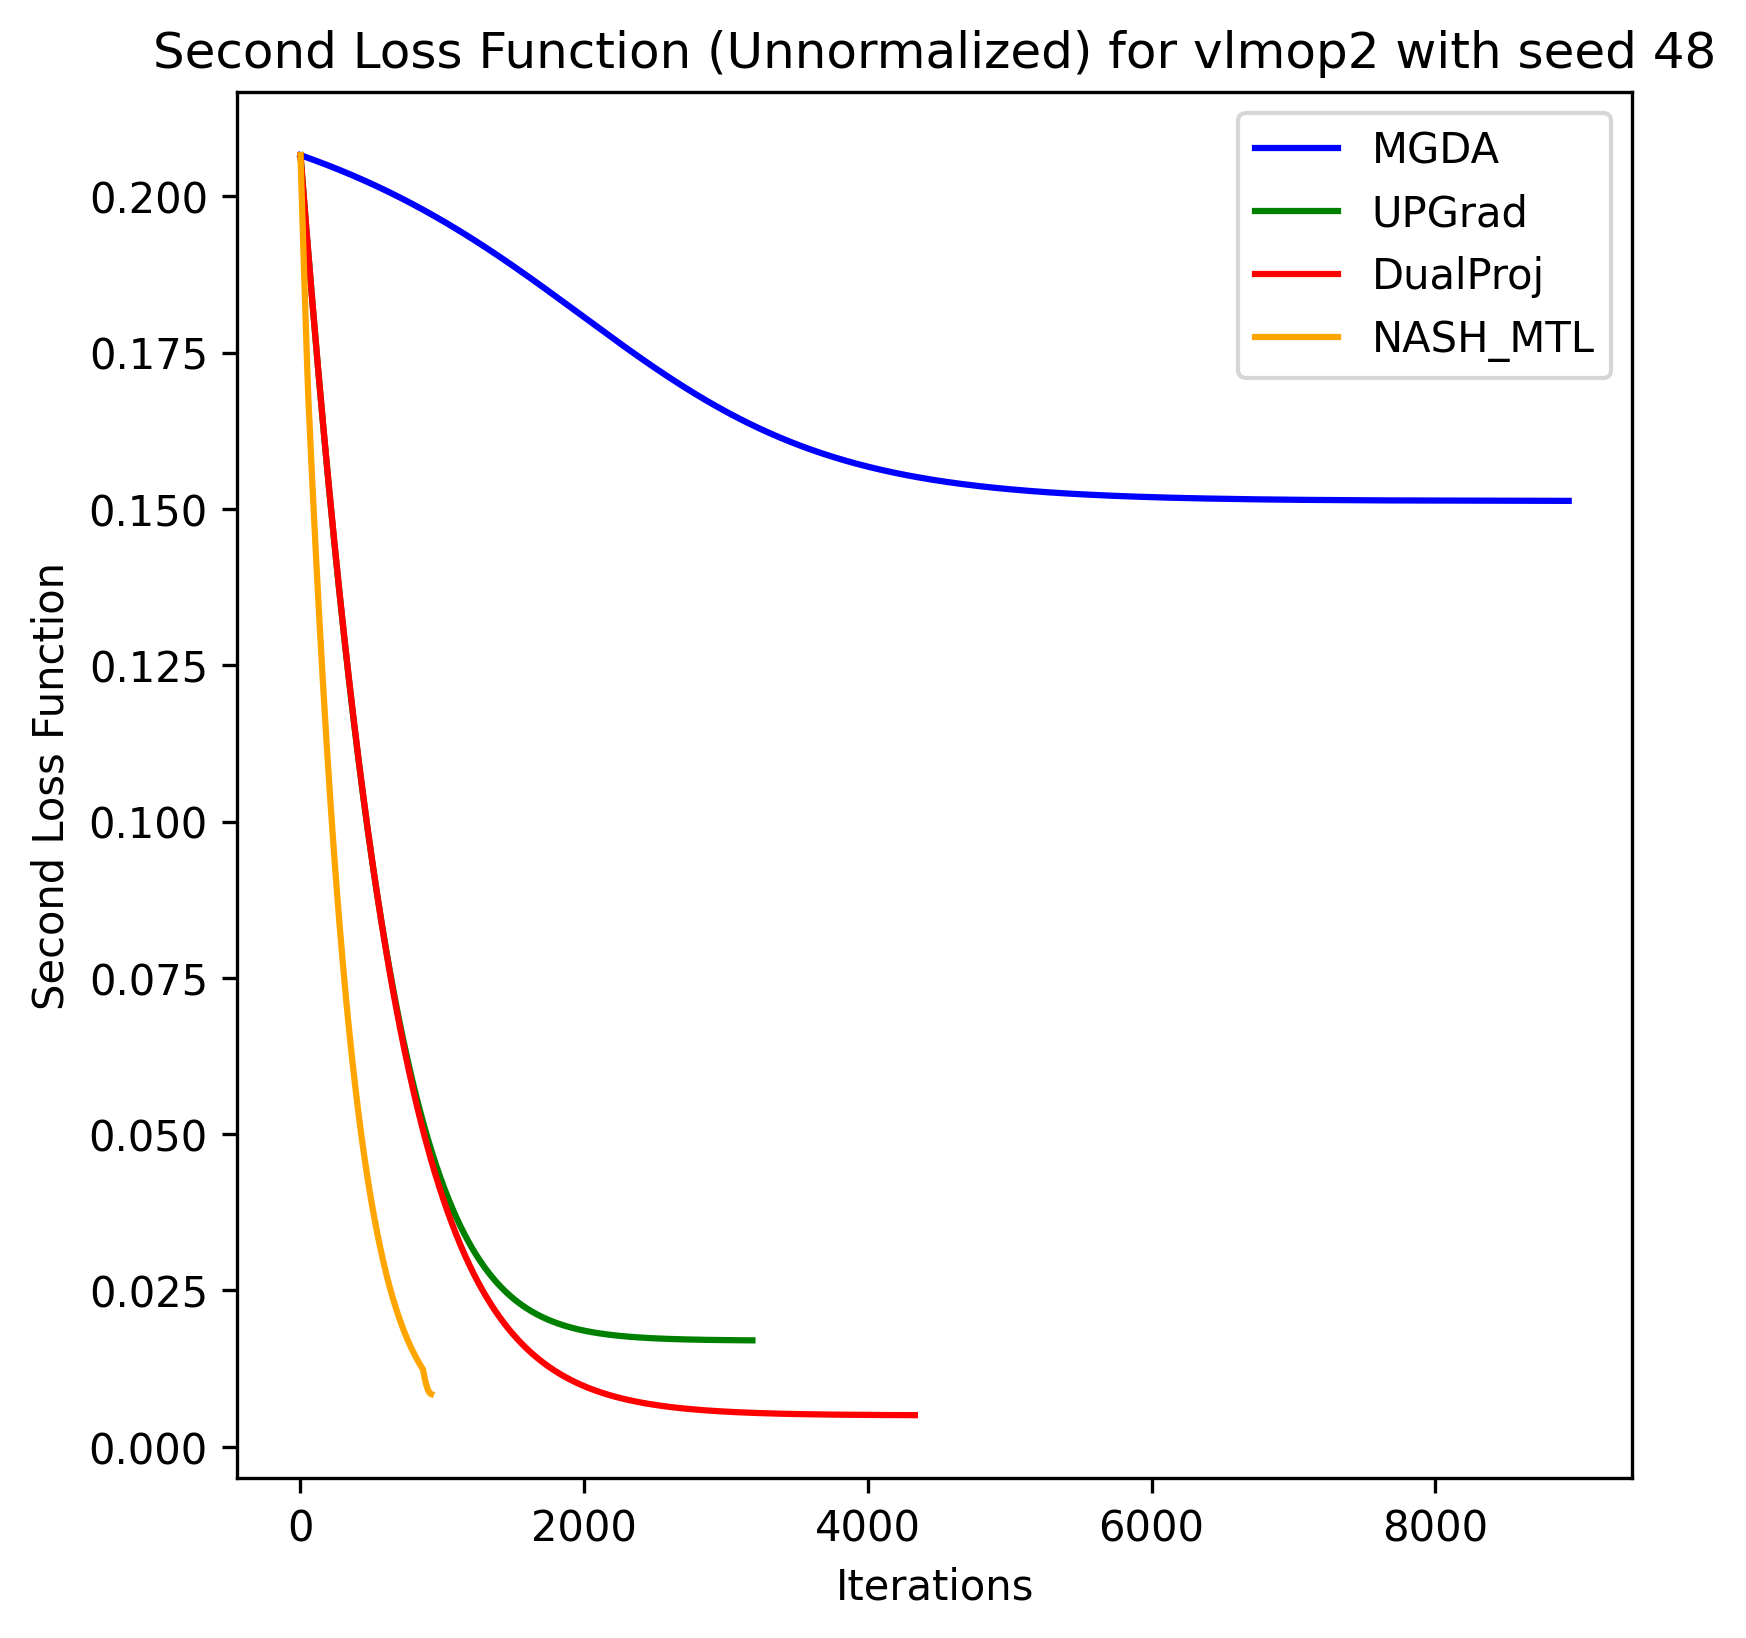 Second Loss Function (Unnormalized) for vlmop2 with seed 48
MGDA
UPGrad
DualProj
NASH_MTL
Second Loss Function
0.200
0.175
0.150
0.125
0.100
0.075
0.050
0.025
0.000
0 2000 4000 6000 8000
Iterations